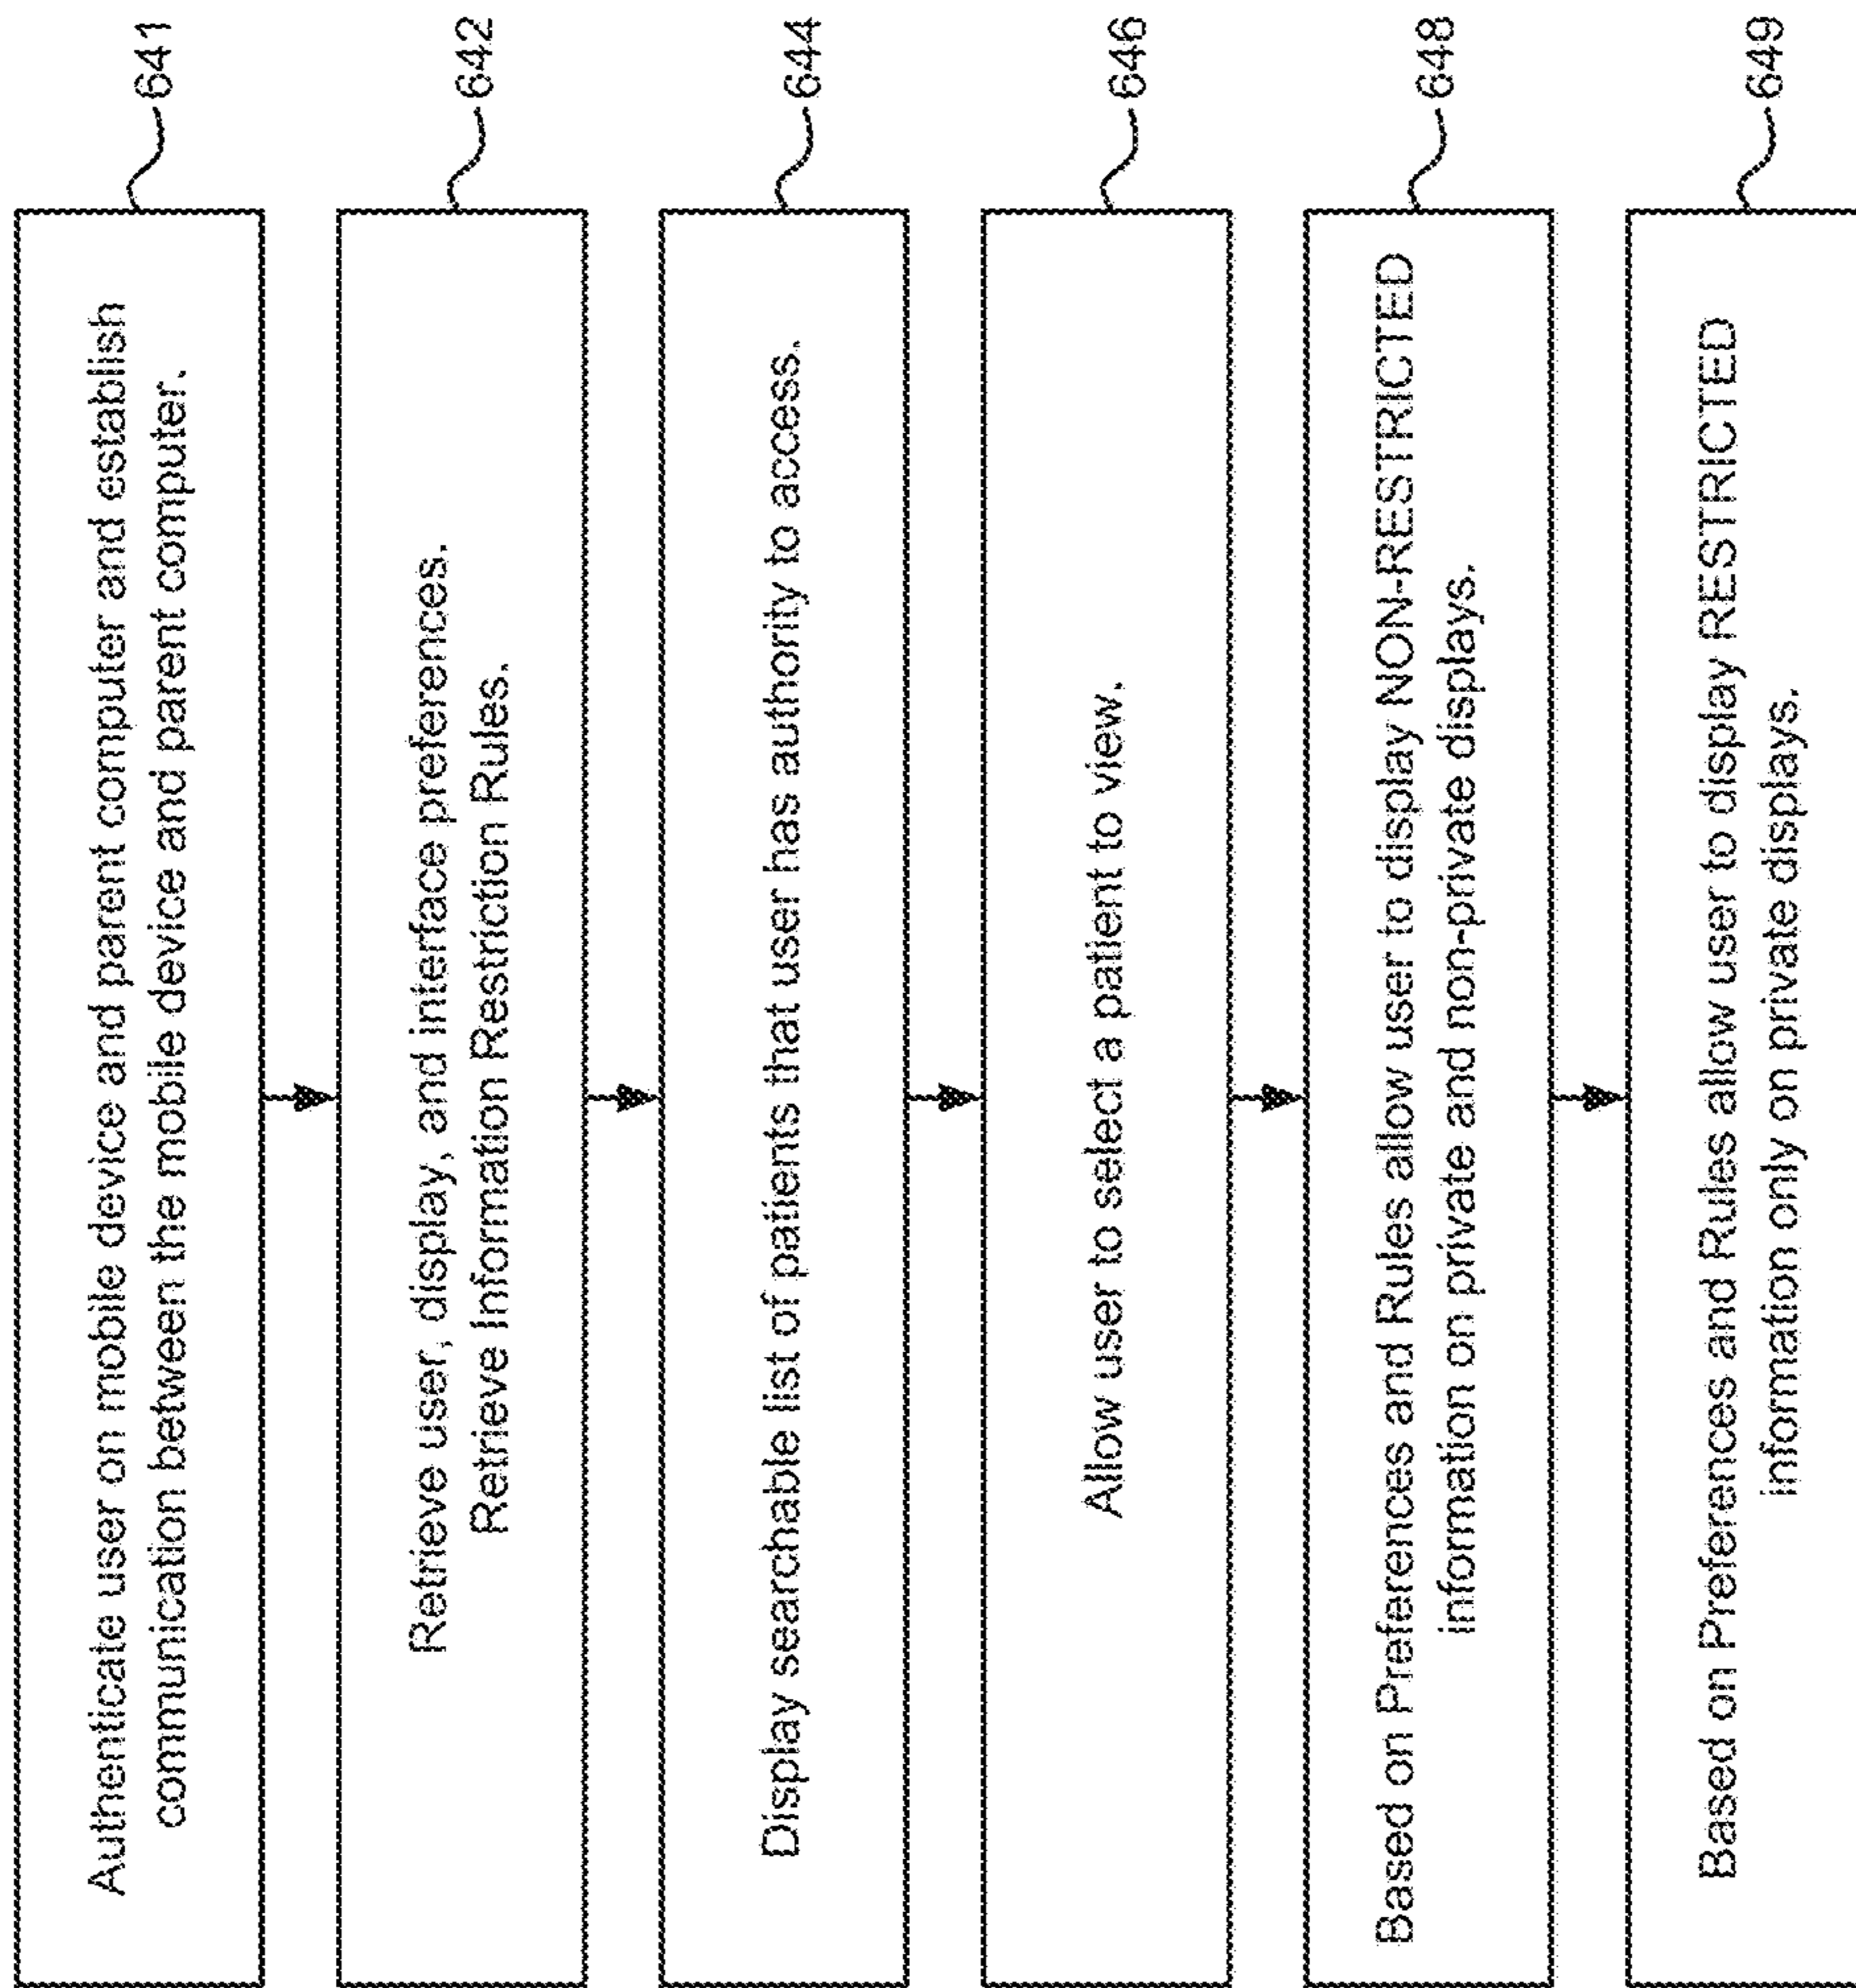 Authenticate user on mobile device and parent computer and establish
communication between the mobile device and parent computer.
641
Retrieve user, display, and interface preferences.
Retrieve Information Restriction Rules.
642
Display searchable list of patients that user has authority to access.
644
Allow user to select a patient to view.
646
Based on Preferences and Rules allow user to display NON-RESTRICTED
information on private and non-private displays.
648
Based on Preferences and Rules allow user to display RESTRICTED
information only on private displays.
649